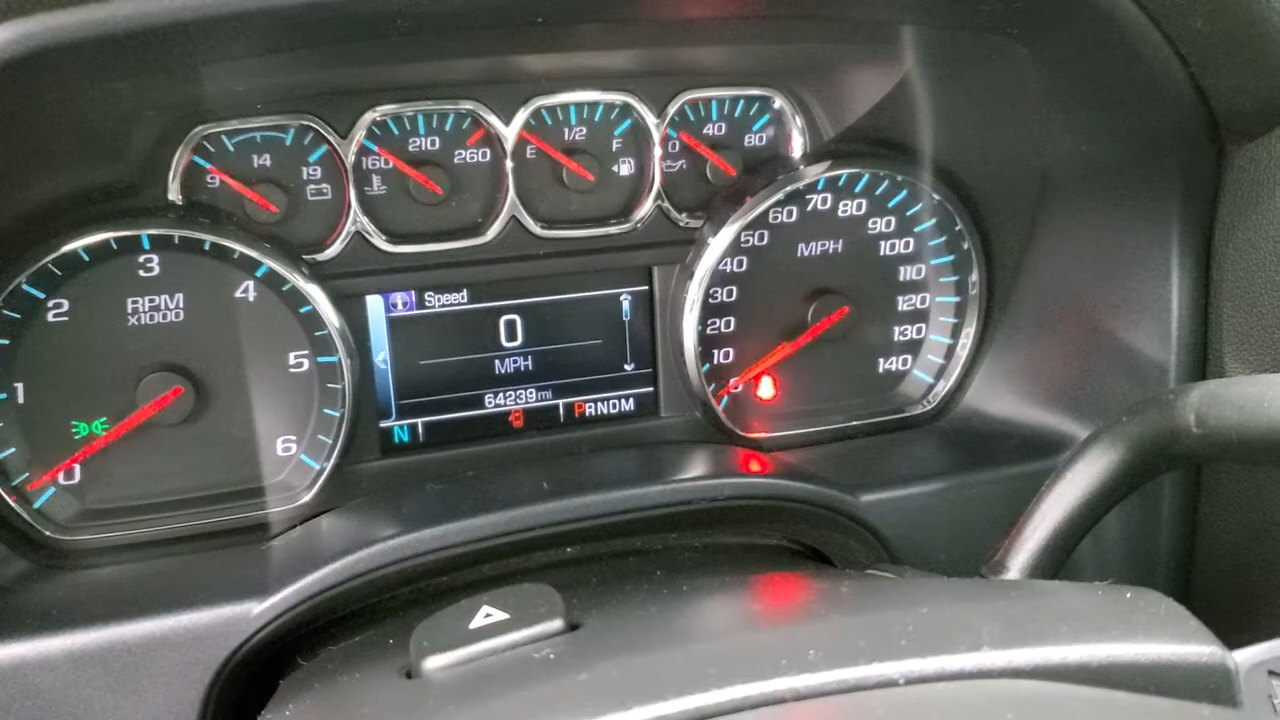 9 14 19
160 210 260
E 1/2 F
0 40 80
0 1 2 3 4 5 6
RPM
x1000
Speed
0
MPH
64239 mi
N PRNDM
MPH
0 10 20 30 40 50 60 70 80 90 100 110 120 130 140